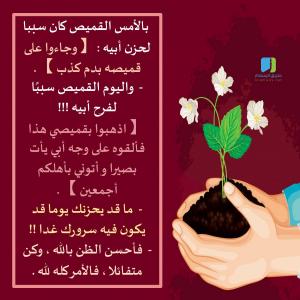 بالأمس القميص كان سببا
لحزن أبيه : 【 وجاءوا على
قميصه بدم كذب 】 .
- واليوم القميص سببًا
لفرح أبيه !!!
【 اذهبوا بقميصي هذا
فألقوه على وجه أبي يأت
بصيرا و أتوني بأهلكم
أجمعين 】 .
- ما قد يحزنك يوما قد
يكون فيه سرورك غدا !!
- فأحسن الظن بالله ، وكن
متفائلا ، فالأمر كله لله .